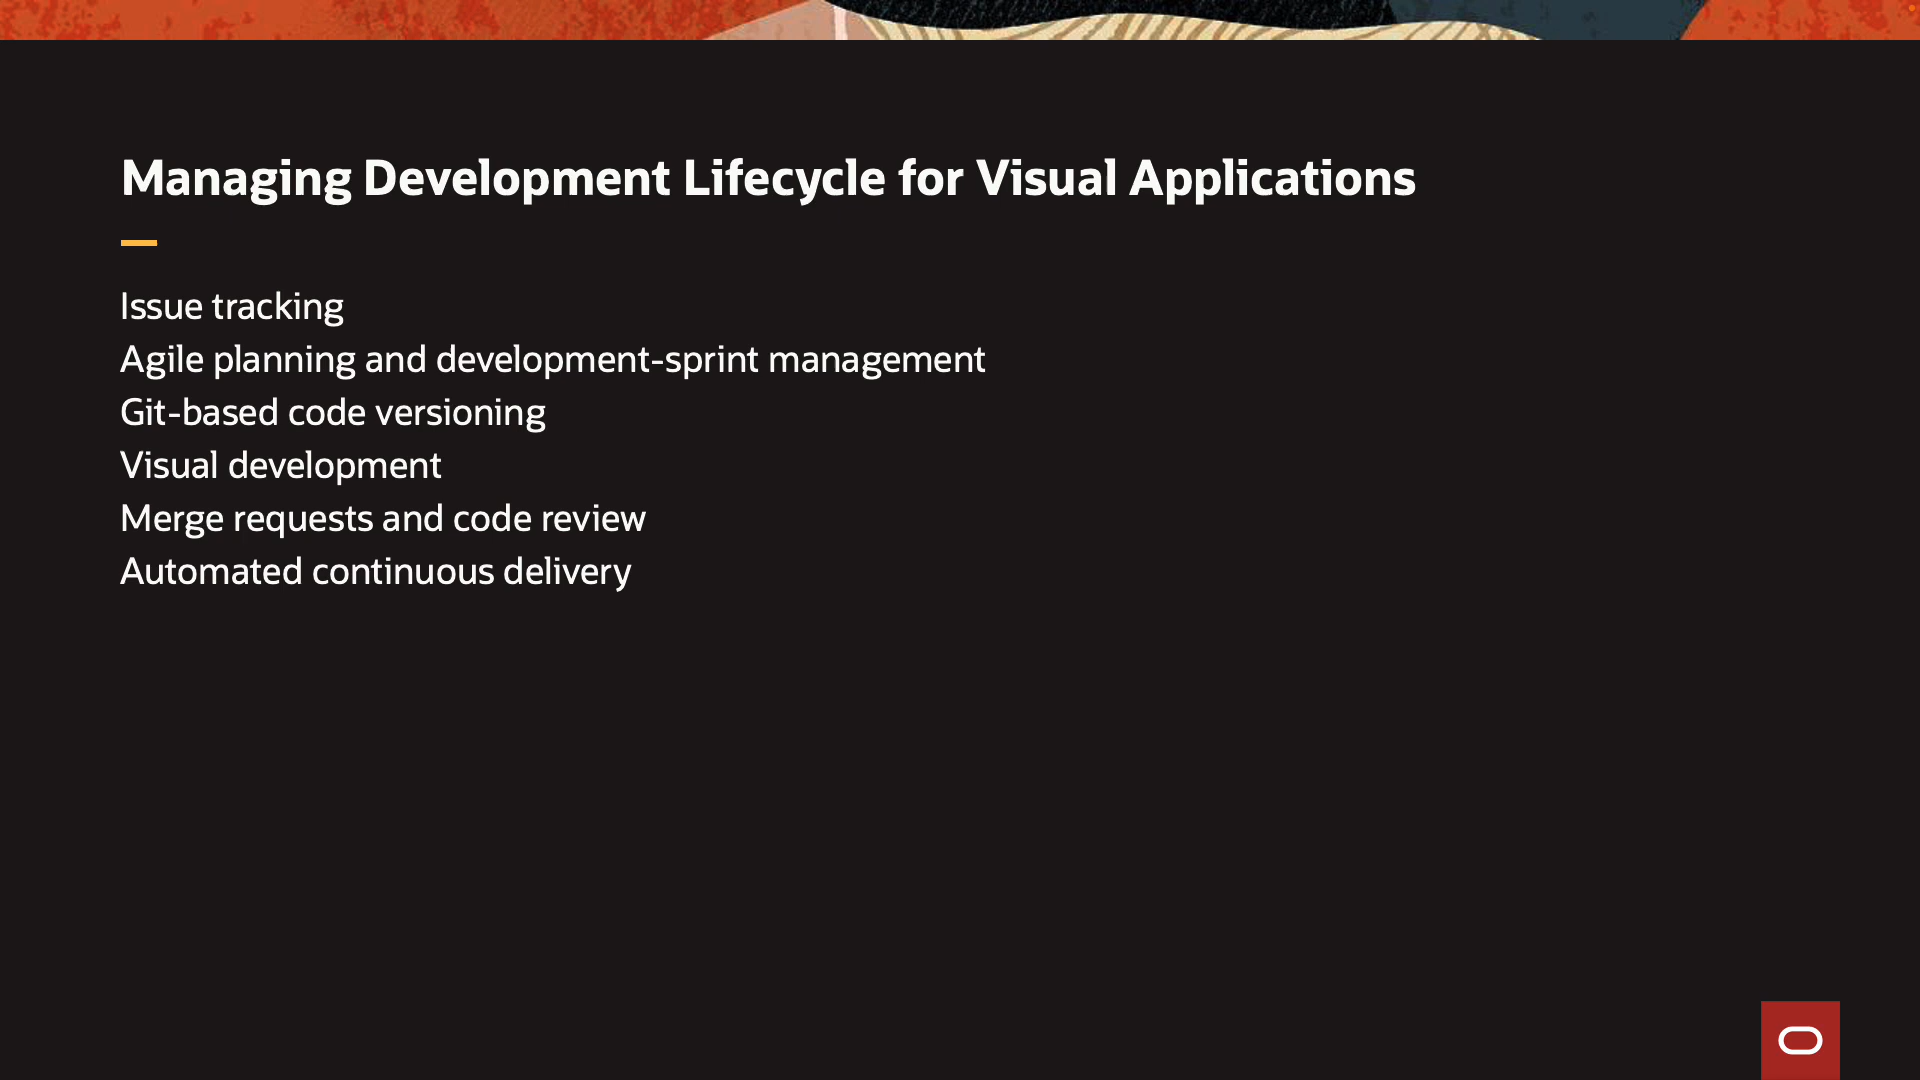 Managing Development Lifecycle for Visual Applications
Issue tracking
Agile planning and development-sprint management
Git-based code versioning
Visual development
Merge requests and code review
Automated continuous delivery